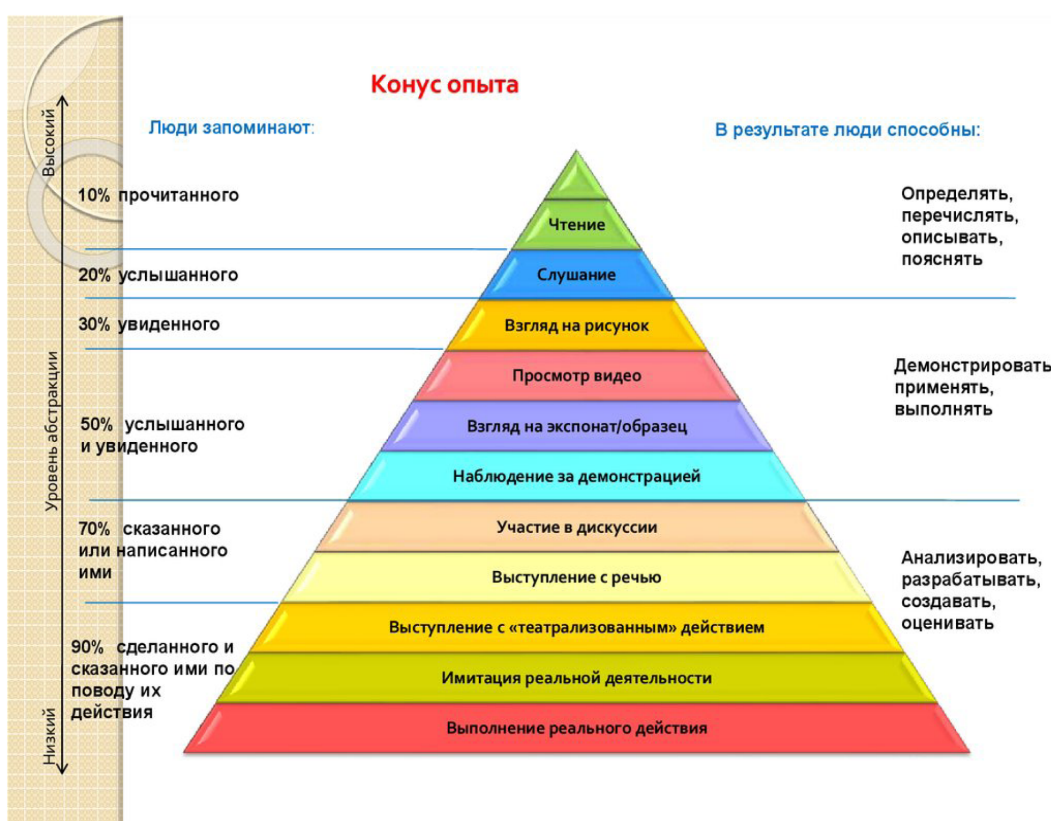 Конус опыта
Люди запоминают:
В результате люди способны:
Высокий
Уровень абстракции
Низкий
10% прочитанного
20% услышанного
30% увиденного
50% услышанного
и увиденного
70% сказанного
или написанного
ими
90% сделанного и
сказанного ими по
поводу их
действия
Чтение
Слушание
Взгляд на рисунок
Просмотр видео
Взгляд на экспонат/образец
Наблюдение за демонстрацией
Участие в дискуссии
Выступление с речью
Выступление с «театрализованным» действием
Имитация реальной деятельности
Выполнение реального действия
Определять,
перечислять,
описывать,
пояснять
Демонстрировать
применять,
выполнять
Анализировать,
разрабатывать,
создавать,
оценивать